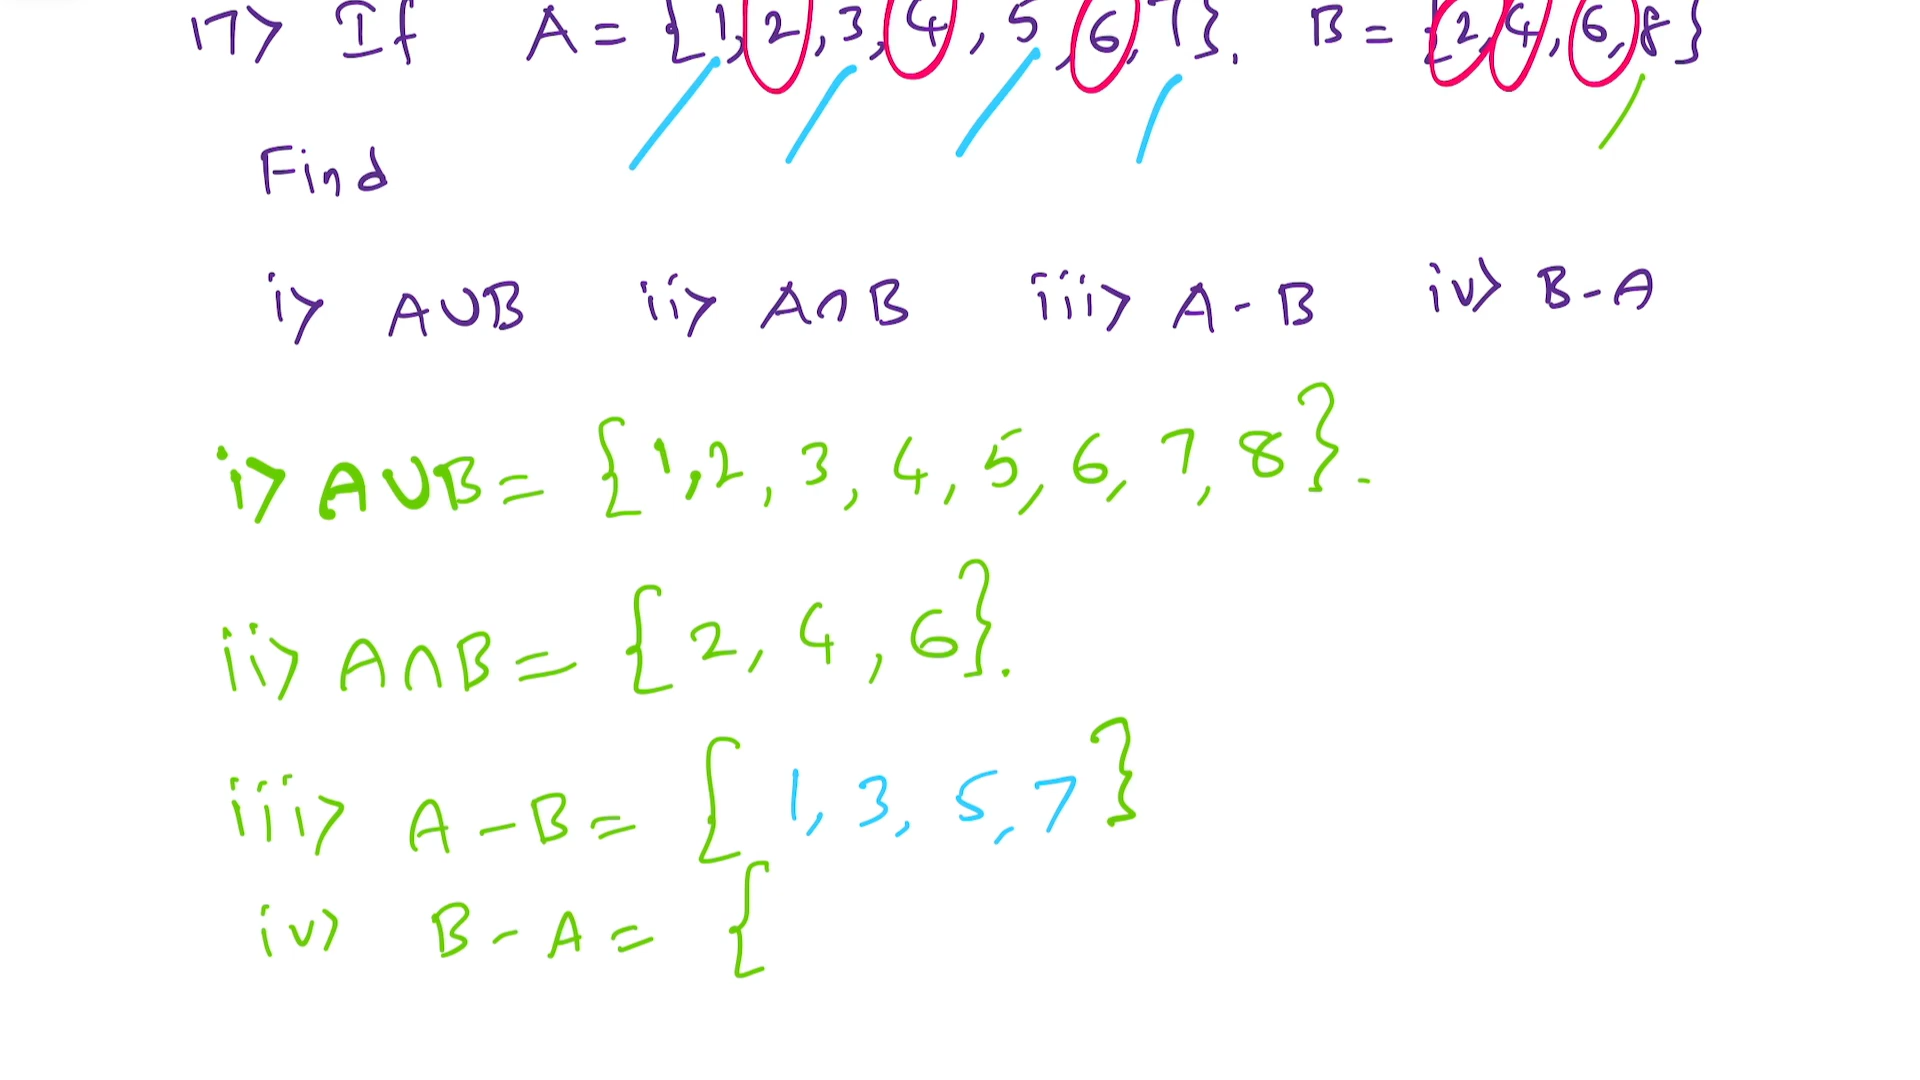 17> If A = {1, 2, 3, 4, 5, 6, 7}. B = {2, 4, 6, 8}
Find
i> A∪B ii> A∩B iii> A - B iv> B - A
i> A∪B = {1, 2, 3, 4, 5, 6, 7, 8}.
ii> A∩B = {2, 4, 6}.
iii> A - B = {1, 3, 5, 7}
iv> B - A = {